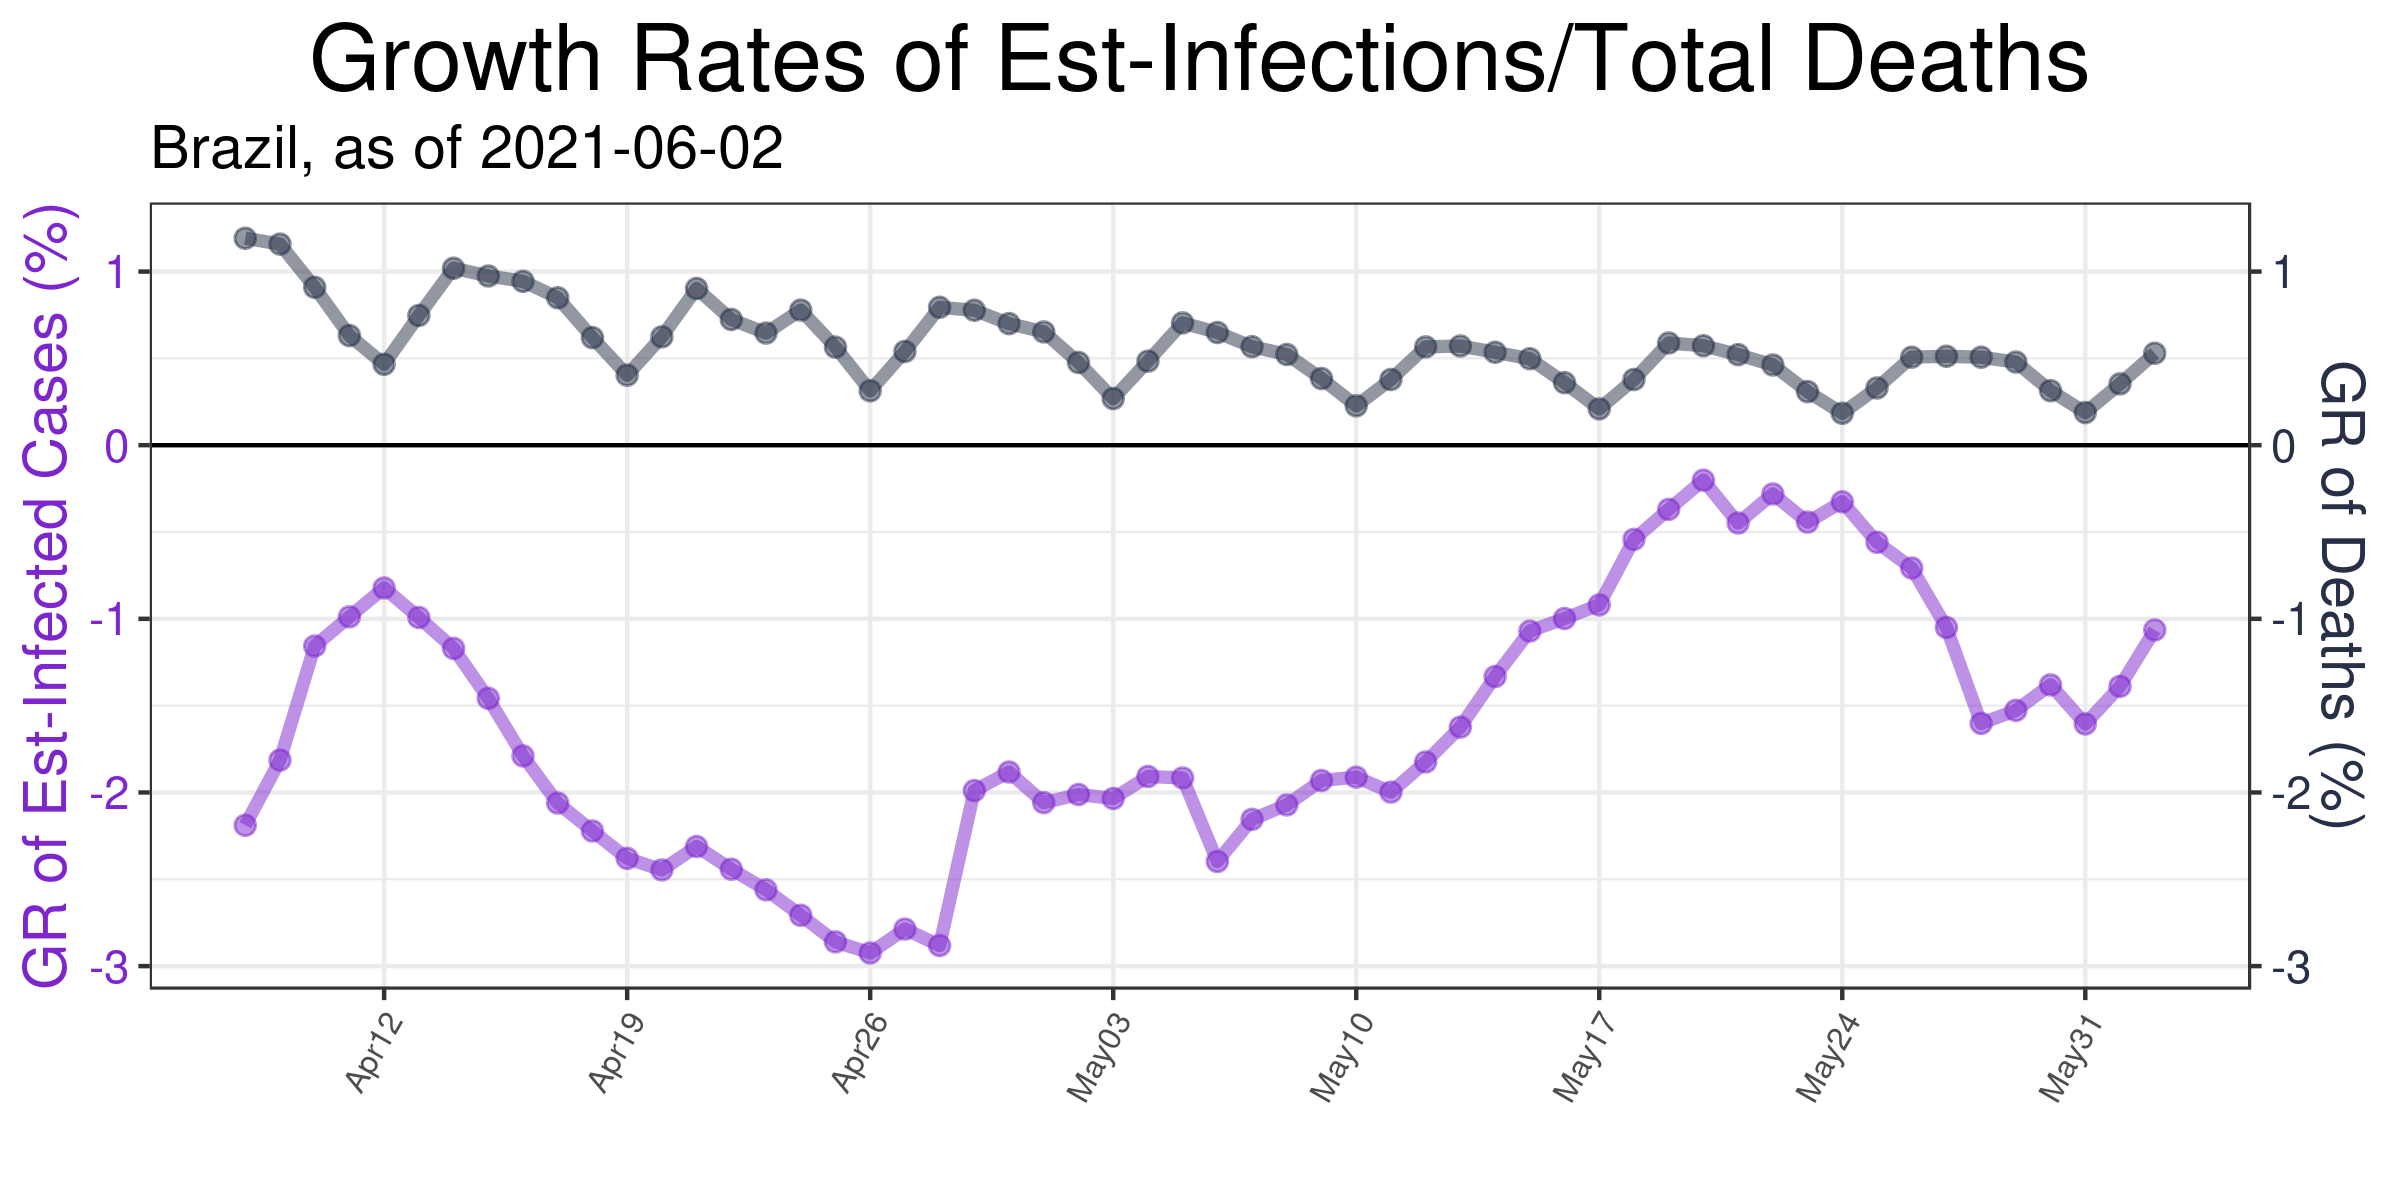 Growth Rates of Est-Infections/Total Deaths
Brazil, as of 2021-06-02
GR of Est-Infected Cases (%)
1
0
-1
-2
-3
1
0
-1
-2
-3
GR of Deaths (%)
Apr12
Apr19
Apr26
May03
May10
May17
May24
May31